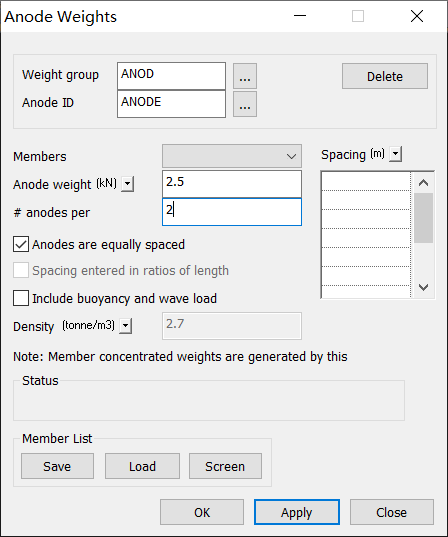 Anode Weights
Weight group ANOD ... Delete
Anode ID ANODE ...
Members Spacing (m)
Anode weight (kN) 2.5
# anodes per 2
Anodes are equally spaced
Spacing entered in ratios of length
Include buoyancy and wave load
Density (tonne/m3) 2.7
Note: Member concentrated weights are generated by this
Status
Member List
Save Load Screen
OK Apply Close